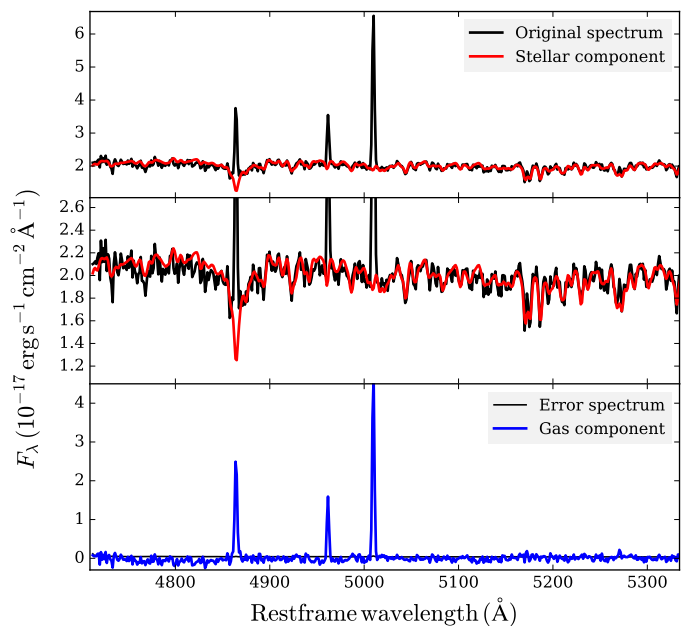 6
5
4
3
2
Original spectrum
Stellar component
2.6
2.4
2.2
2.0
1.8
1.6
1.4
1.2
4
3
2
1
0
Error spectrum
Gas component
4800 4900 5000 5100 5200 5300
Restframe wavelength (Å)
F_λ (10⁻¹⁷ erg s⁻¹ cm⁻² Å⁻¹)